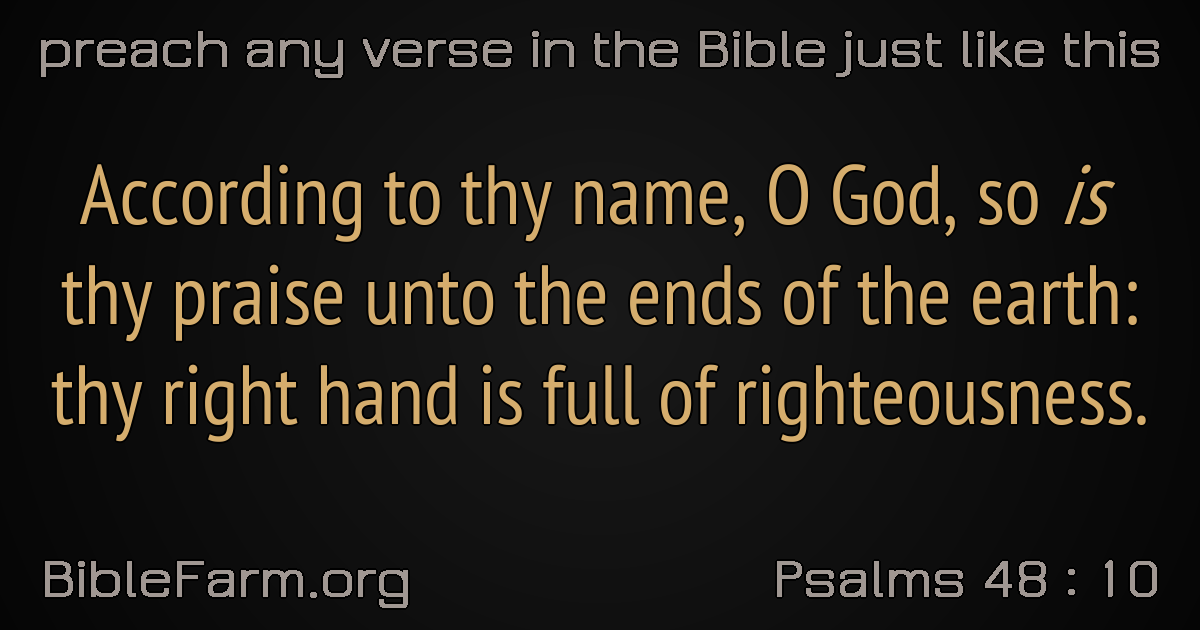 preach any verse in the Bible just like this
According to thy name, O God, so is
thy praise unto the ends of the earth:
thy right hand is full of righteousness.
BibleFarm.org
Psalms 48 : 10